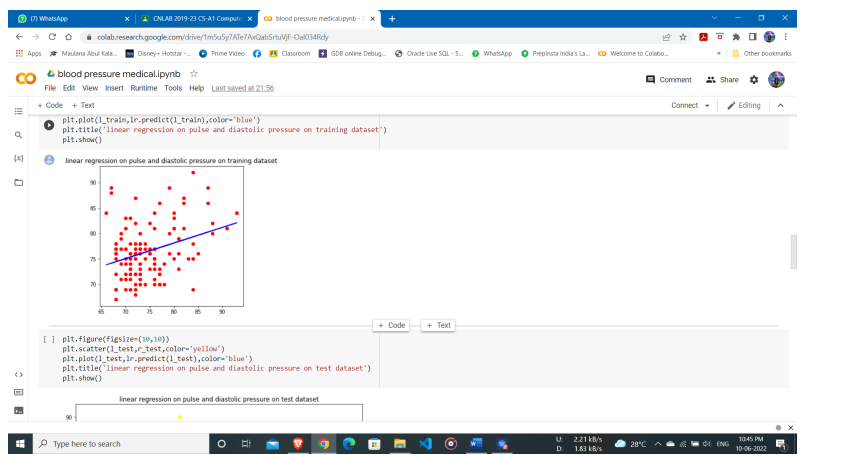 (7) WhatsApp
CNLAB 2019-23 CS-A1 Compute
blood pressure medical.ipynb - C
colab.research.google.com/drive/1m5u5y7ATe7AxQabSrtuVjF-Oal034Rdy
Apps
Maulana Abul Kala...
Disney+ Hotstar -...
Prime Video
Classroom
GDB online Debug...
Oracle Live SQL - S...
WhatsApp
PrepInsta India's La...
Welcome to Colabo...
»
Other bookmarks
blood pressure medical.ipynb
File Edit View Insert Runtime Tools Help Last saved at 21:56
Comment
Share
+ Code + Text
Connect
Editing
plt.plot(l_train,lr.predict(l_train),color='blue')
plt.title('linear regression on pulse and diastolic pressure on training dataset')
plt.show()
{x}
linear regression on pulse and diastolic pressure on training dataset
90
85
80
75
70
65 70 75 80 85 90
+ Code + Text
[ ] plt.figure(figsize=(10,10))
plt.scatter(l_test,r_test,color='yellow')
plt.plot(l_test,lr.predict(l_test),color='blue')
plt.title('linear regression on pulse and diastolic pressure on test dataset')
plt.show()
linear regression on pulse and diastolic pressure on test dataset
90
Type here to search
U: 2.21 kB/s
D: 1.83 kB/s
28°C
ENG
10:45 PM
10-06-2022